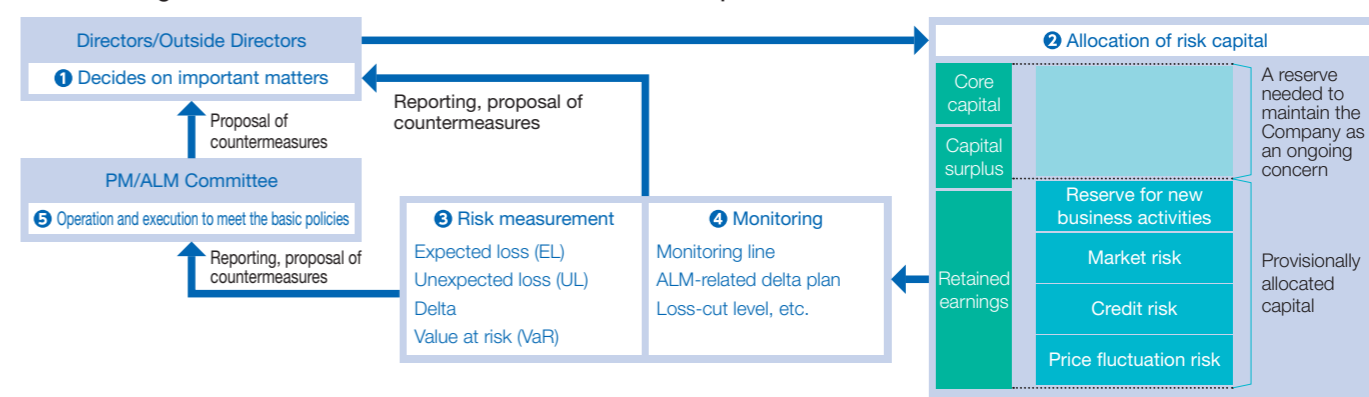 Directors/Outside Directors
❶ Decides on important matters
Proposal of
countermeasures
PM/ALM Committee
❺ Operation and execution to meet the basic policies
Reporting, proposal of
countermeasures
Reporting, proposal of
countermeasures
❸ Risk measurement
Expected loss (EL)
Unexpected loss (UL)
Delta
Value at risk (VaR)
❹ Monitoring
Monitoring line
ALM-related delta plan
Loss-cut level, etc.
❷ Allocation of risk capital
Core
capital
Capital
surplus
Retained
earnings
Reserve for new
business activities
Market risk
Credit risk
Price fluctuation risk
A reserve
needed to
maintain the
Company as
an ongoing
concern
Provisionally
allocated
capital